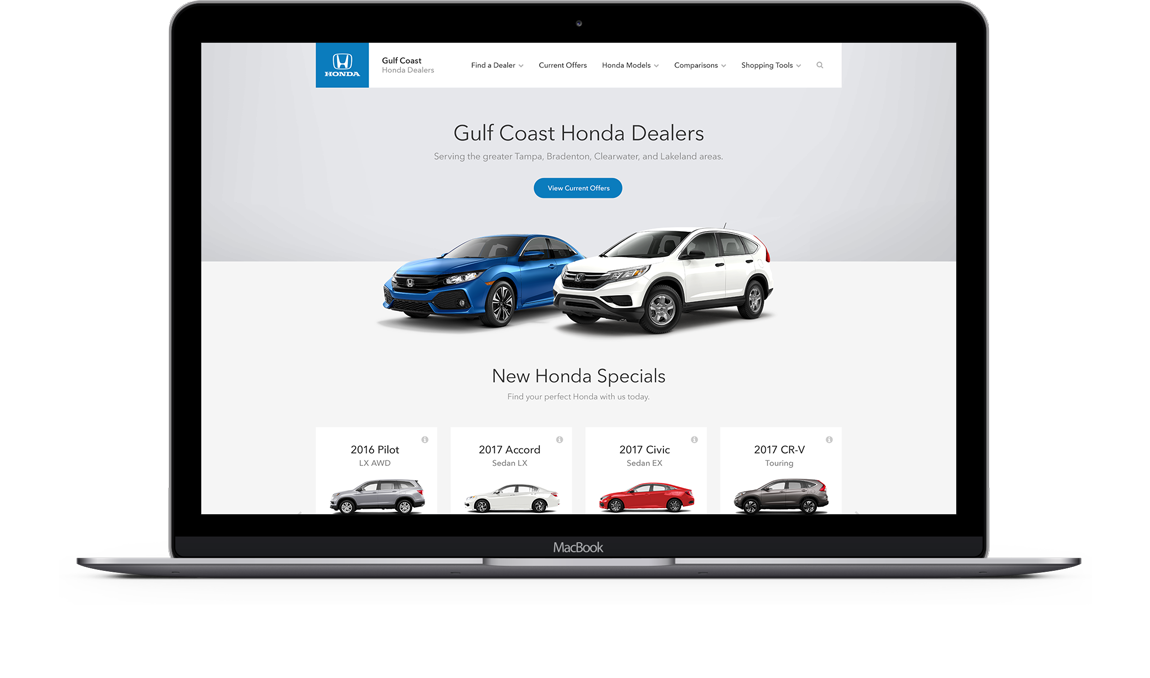 HONDA
Gulf Coast
Honda Dealers
Find a Dealer
Current Offers
Honda Models
Comparisons
Shopping Tools
Gulf Coast Honda Dealers
Serving the greater Tampa, Bradenton, Clearwater, and Lakeland areas.
View Current Offers
New Honda Specials
Find your perfect Honda with us today.
2016 Pilot
LX AWD
2017 Accord
Sedan LX
2017 Civic
Sedan EX
2017 CR-V
Touring
MacBook